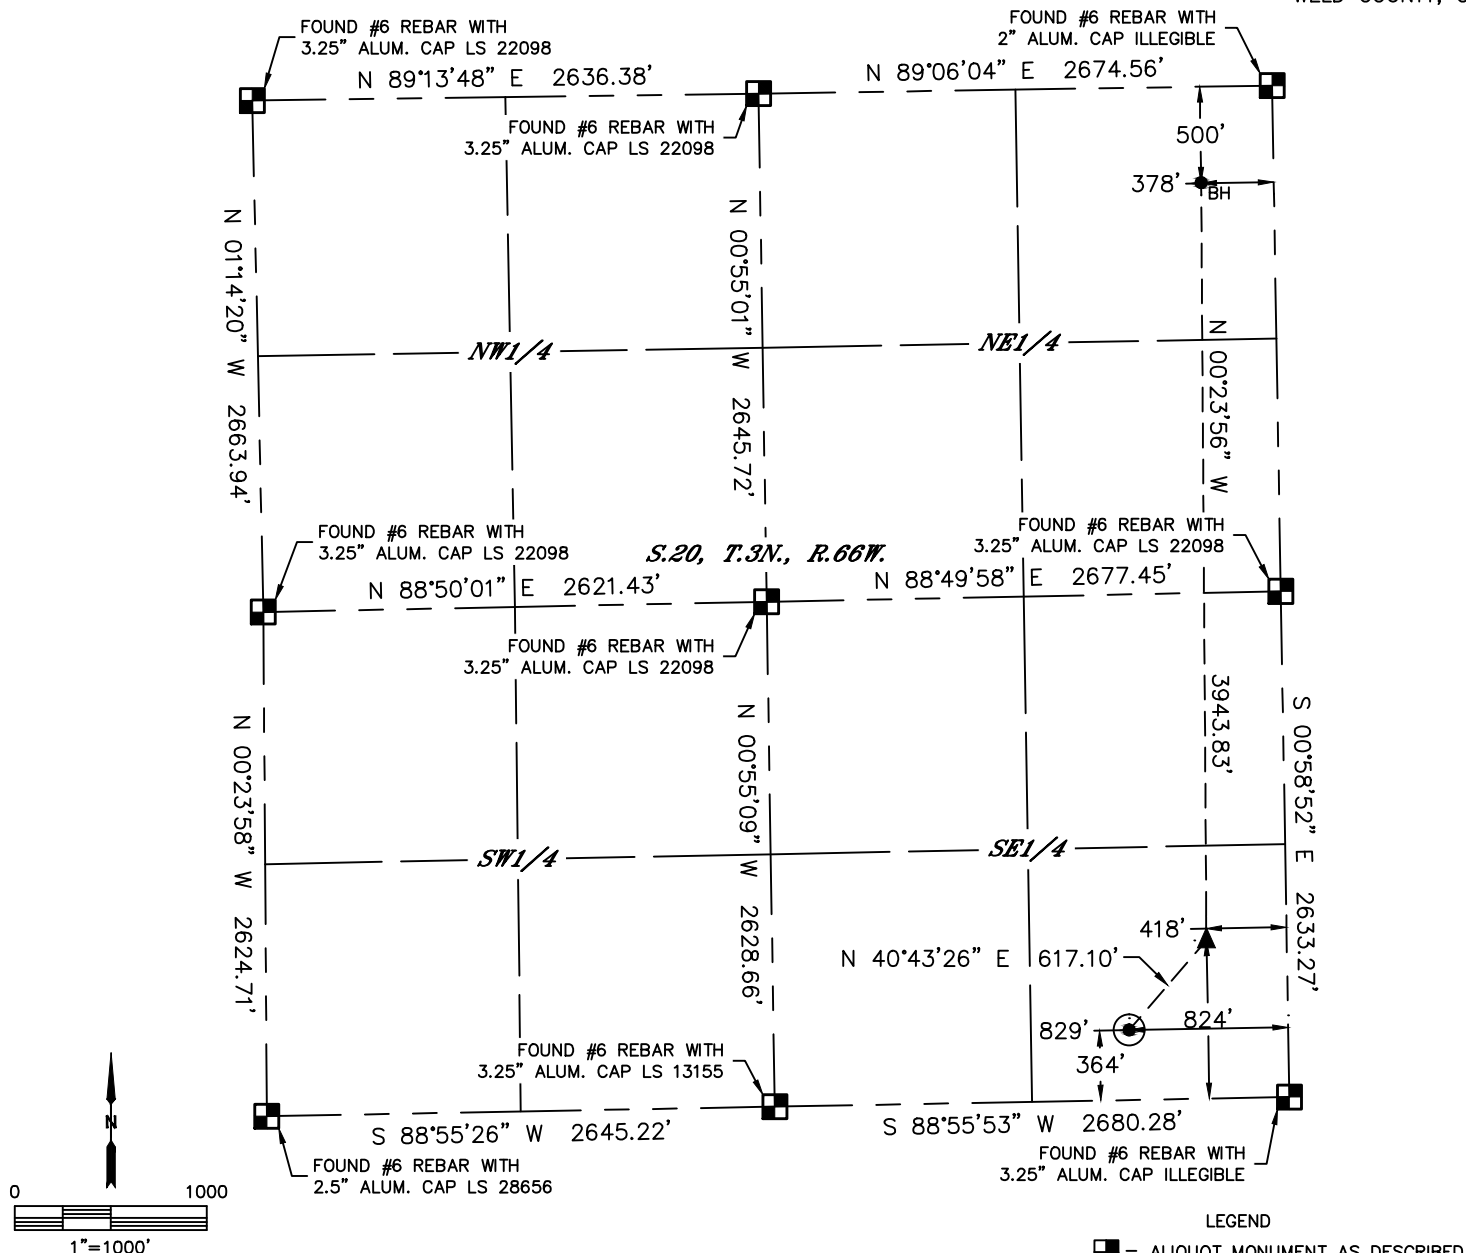 FOUND #6 REBAR WITH
3.25" ALUM. CAP LS 22098
FOUND #6 REBAR WITH
2" ALUM. CAP ILLEGIBLE
N 89°13'48" E 2636.38'
N 89°06'04" E 2674.56'
FOUND #6 REBAR WITH
3.25" ALUM. CAP LS 22098
500'
378'
BH
N 01°14'20" W 2663.94'
N 00°55'01" W 2645.72'
N 00°23'56" W 3943.83'
NW1/4
NE1/4
FOUND #6 REBAR WITH
3.25" ALUM. CAP LS 22098
S.20, T.3N., R.66W.
FOUND #6 REBAR WITH
3.25" ALUM. CAP LS 22098
N 88°50'01" E 2621.43'
N 88°49'58" E 2677.45'
FOUND #6 REBAR WITH
3.25" ALUM. CAP LS 22098
N 00°23'58" W 2624.71'
N 00°55'09" W 2628.66'
S 00°58'52" E 2633.27'
SW1/4
SE1/4
418'
N 40°43'26" E 617.10'
829'
824'
364'
FOUND #6 REBAR WITH
3.25" ALUM. CAP LS 13155
S 88°55'26" W 2645.22'
S 88°55'53" W 2680.28'
FOUND #6 REBAR WITH
2.5" ALUM. CAP LS 28656
FOUND #6 REBAR WITH
3.25" ALUM. CAP ILLEGIBLE
N
0 1000
1"=1000'
LEGEND
= ALIQUOT MONUMENT AS DESCRIBED